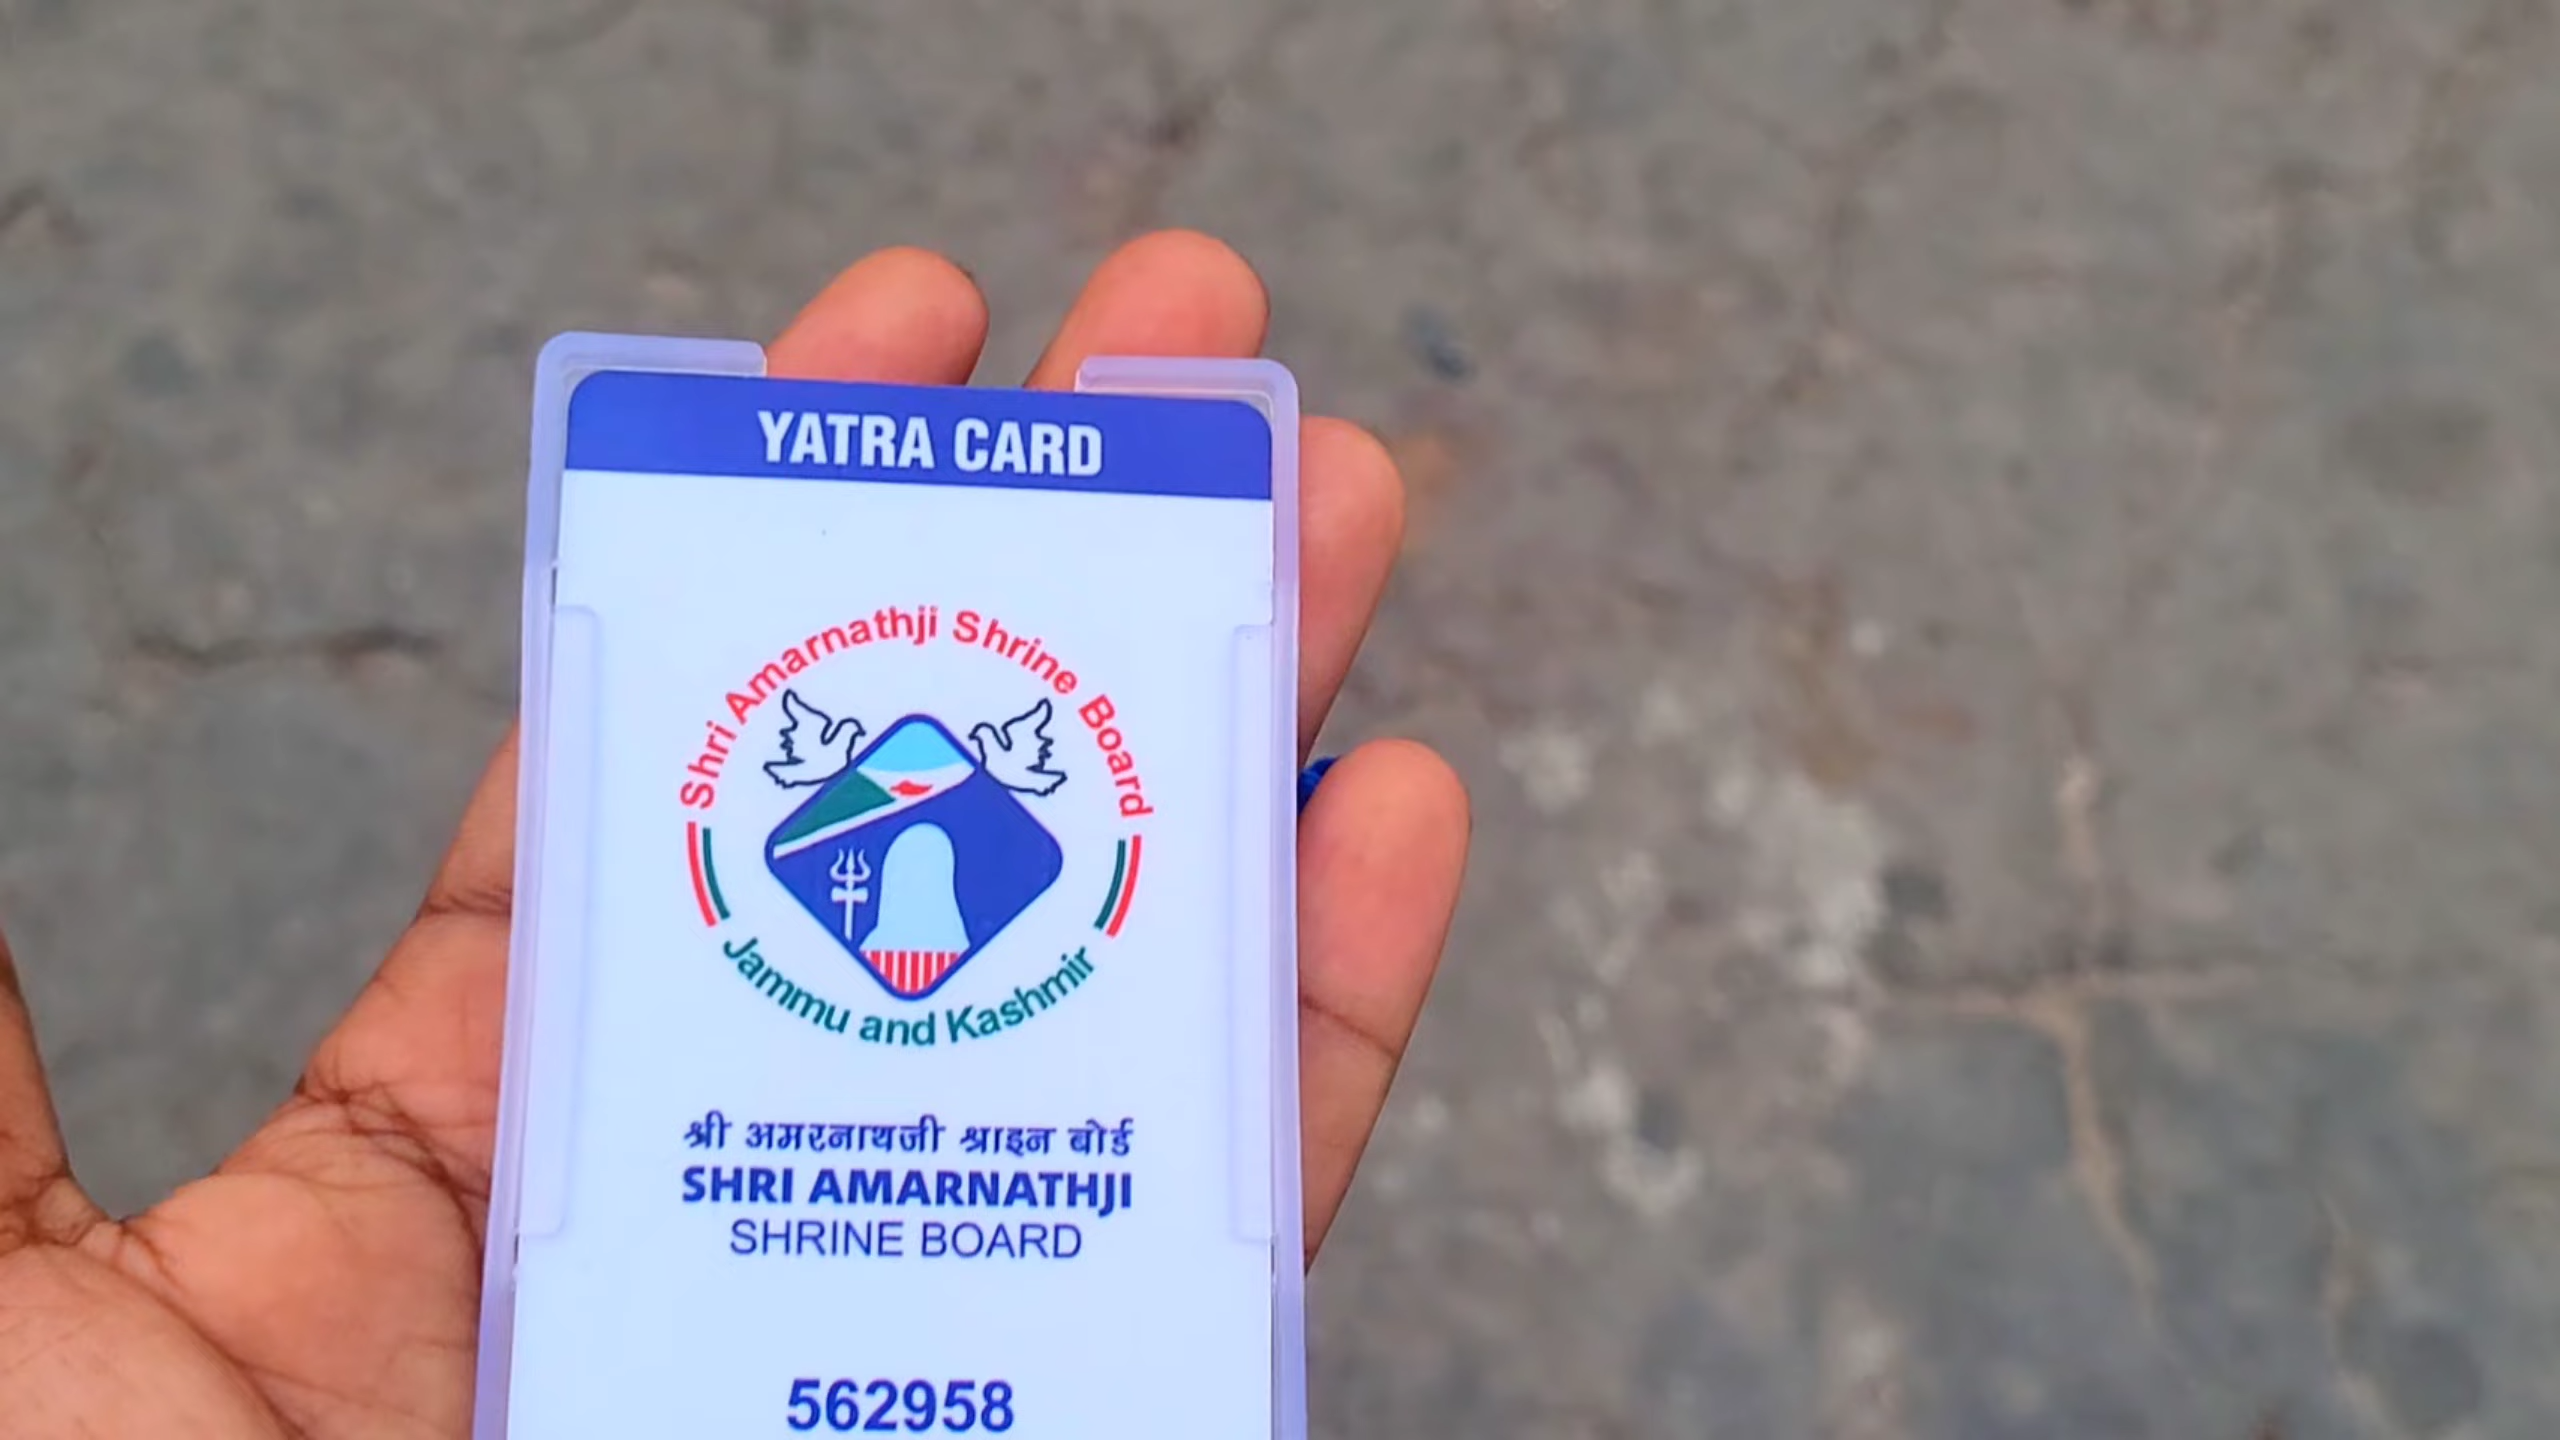 YATRA CARD
Shri Amarnathji Shrine Board
Jammu and Kashmir
श्री अमरनाथजी श्राइन बोर्ड
SHRI AMARNATHJI
SHRINE BOARD
562958